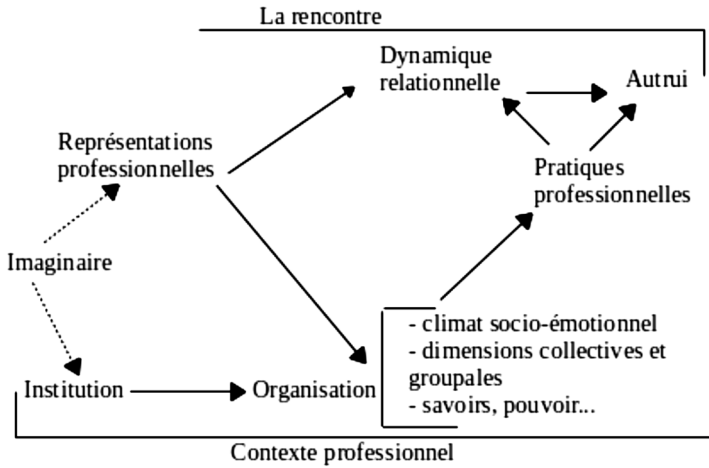 La rencontre
Dynamique
relationnelle
Autrui
Représentations
professionnelles
Pratiques
professionnelles
Imaginaire
- climat socio-émotionnel
- dimensions collectives et
groupales
- savoirs, pouvoir...
Institution
Organisation
Contexte professionnel